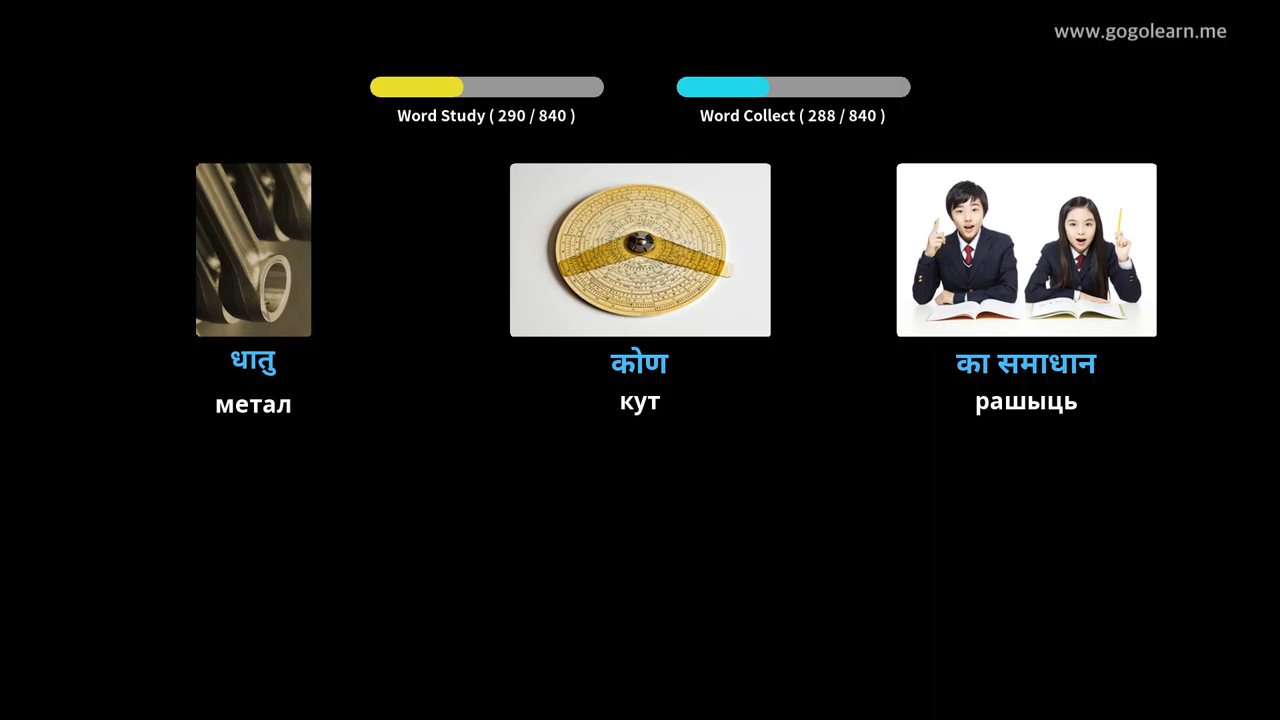 www.gogolearn.me
Word Study ( 290 / 840 )
Word Collect ( 288 / 840 )
धातु
метал
कोण
кут
का समाधान
рашыць